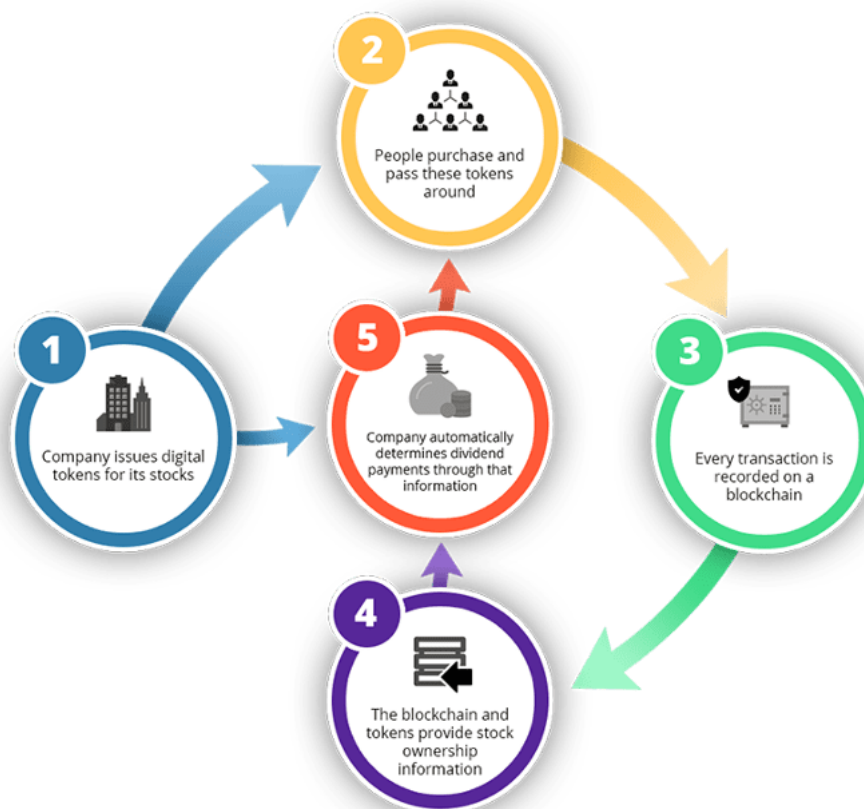 1
Company issues digital
tokens for its stocks
2
People purchase and
pass these tokens
around
3
Every transaction is
recorded on a
blockchain
4
The blockchain and
tokens provide stock
ownership
information
5
Company automatically
determines dividend
payments through that
information